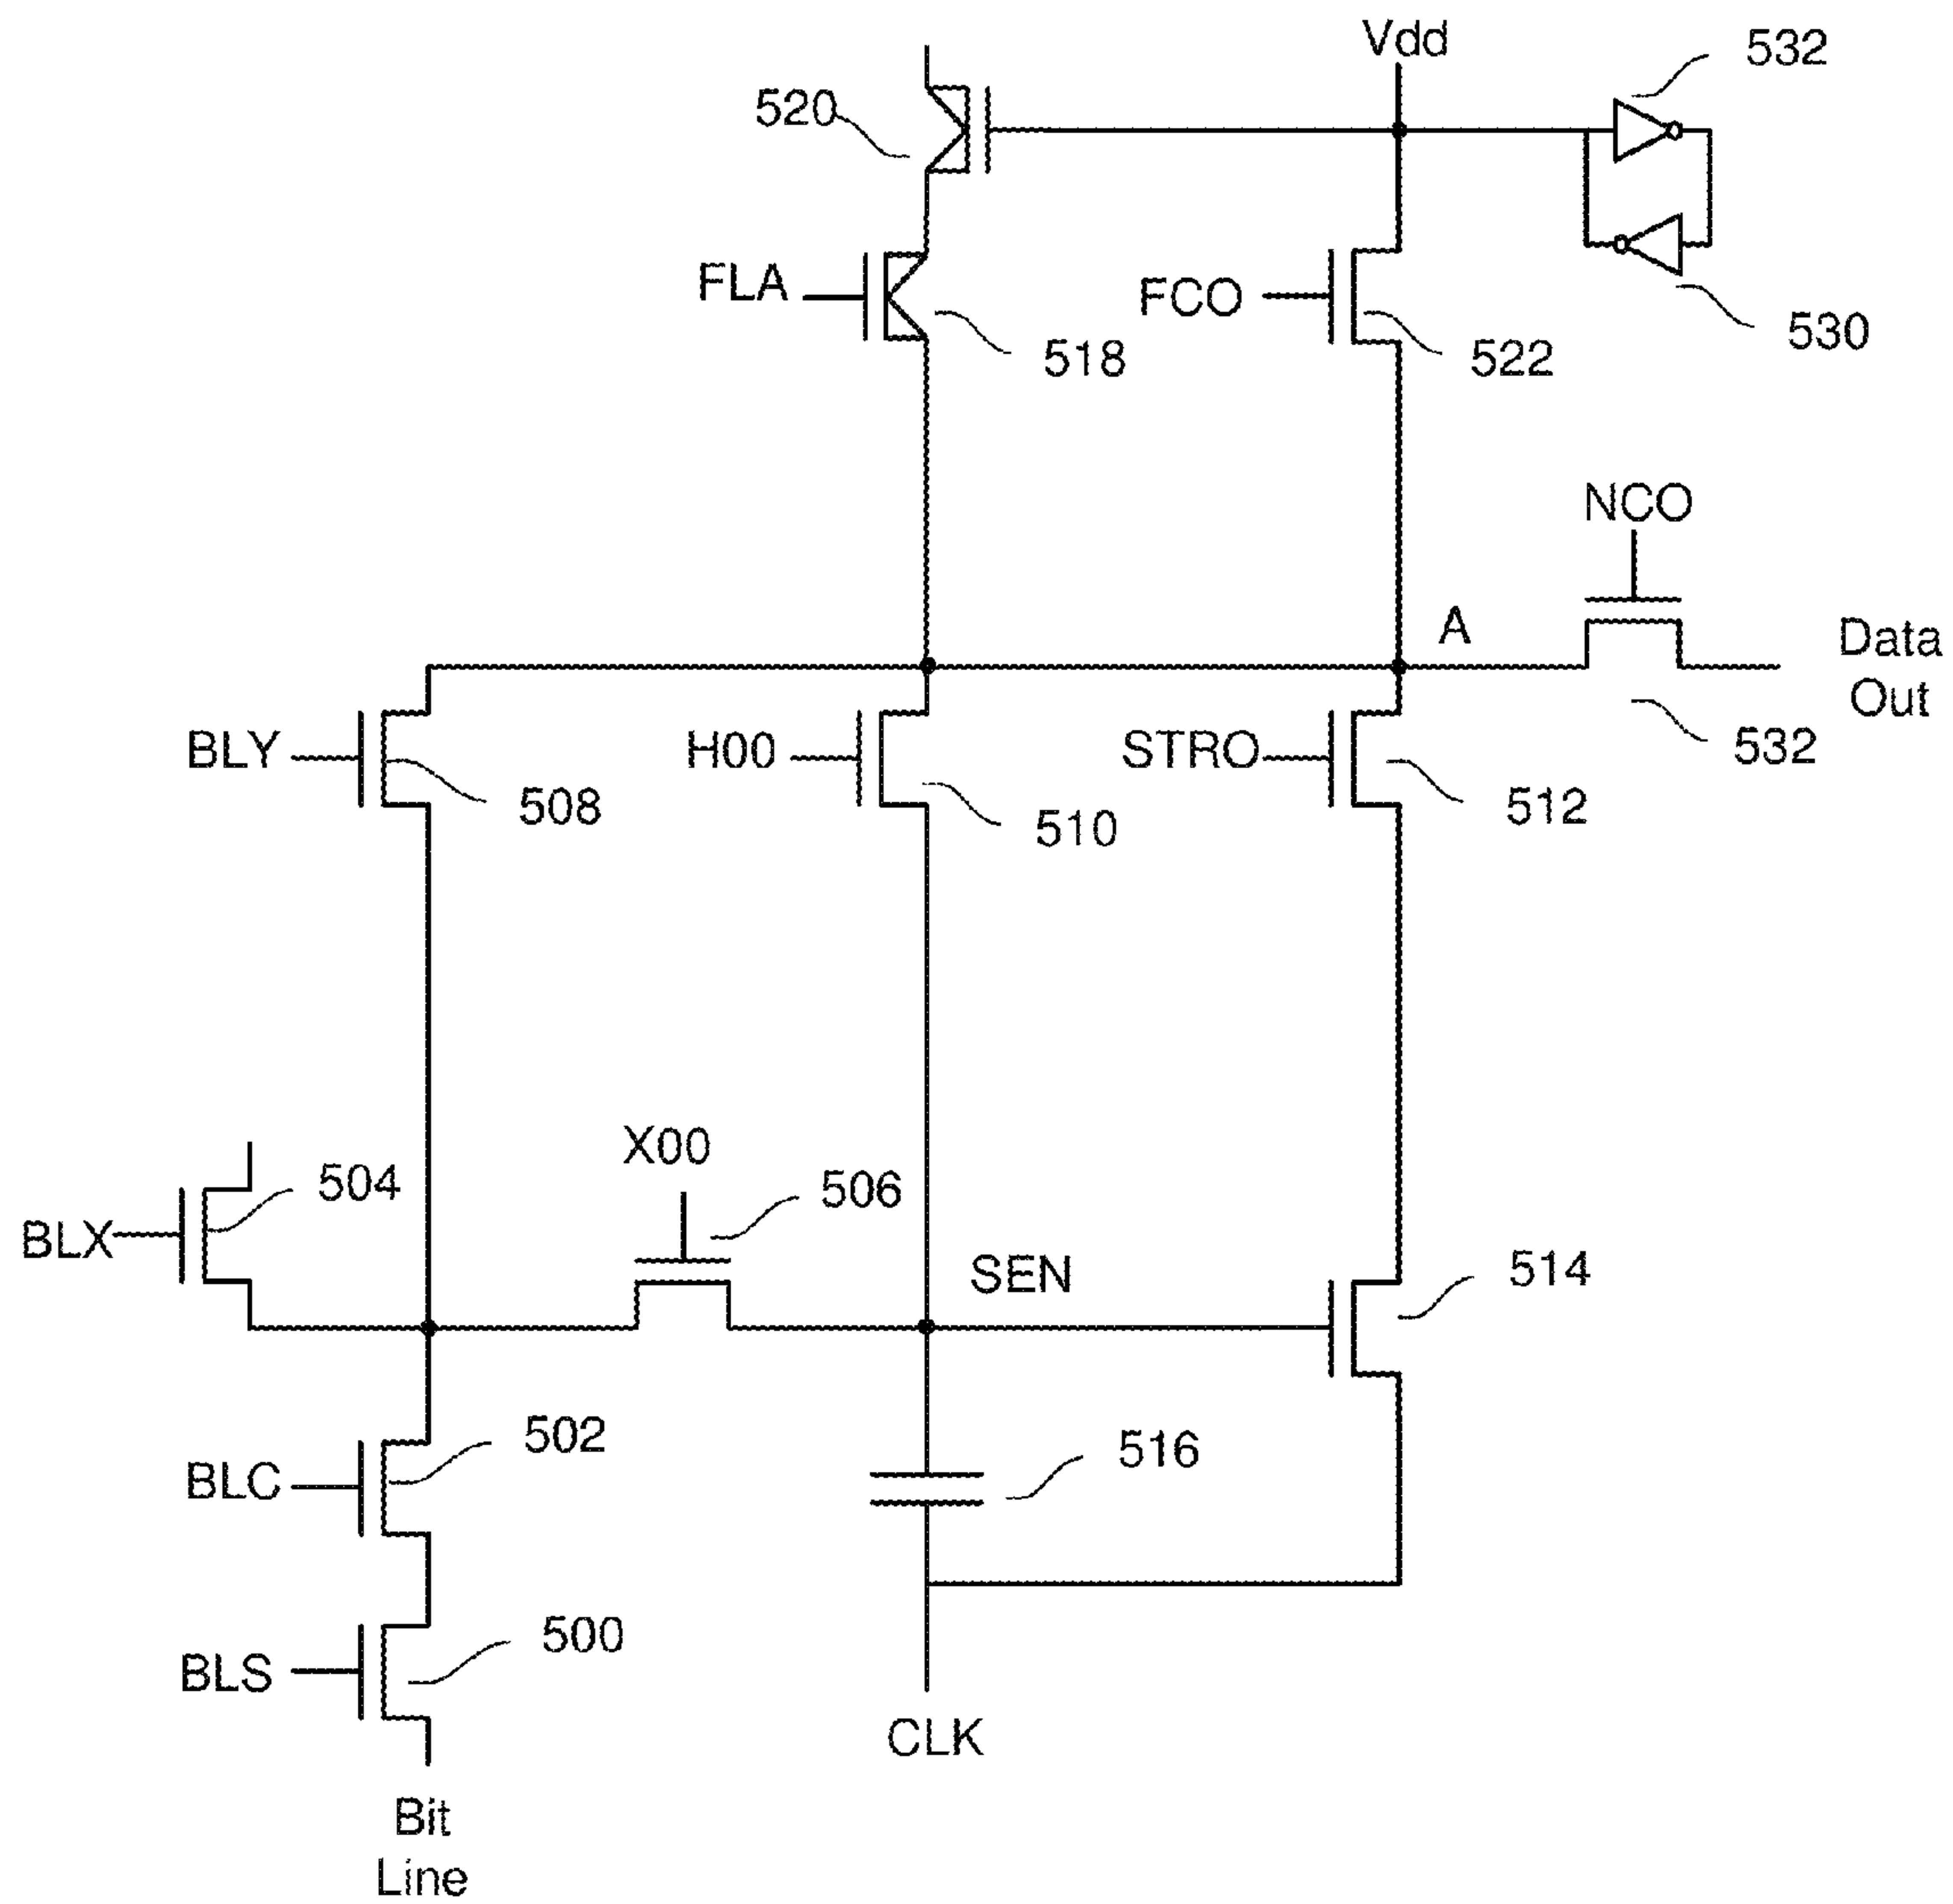 Vdd
532
520
530
FLA
FCO
518
522
NCO
A
Data
Out
BLY
H00
STRO
532
508
510
512
X00
504
506
BLX
SEN
514
502
516
BLC
500
BLS
CLK
Bit
Line